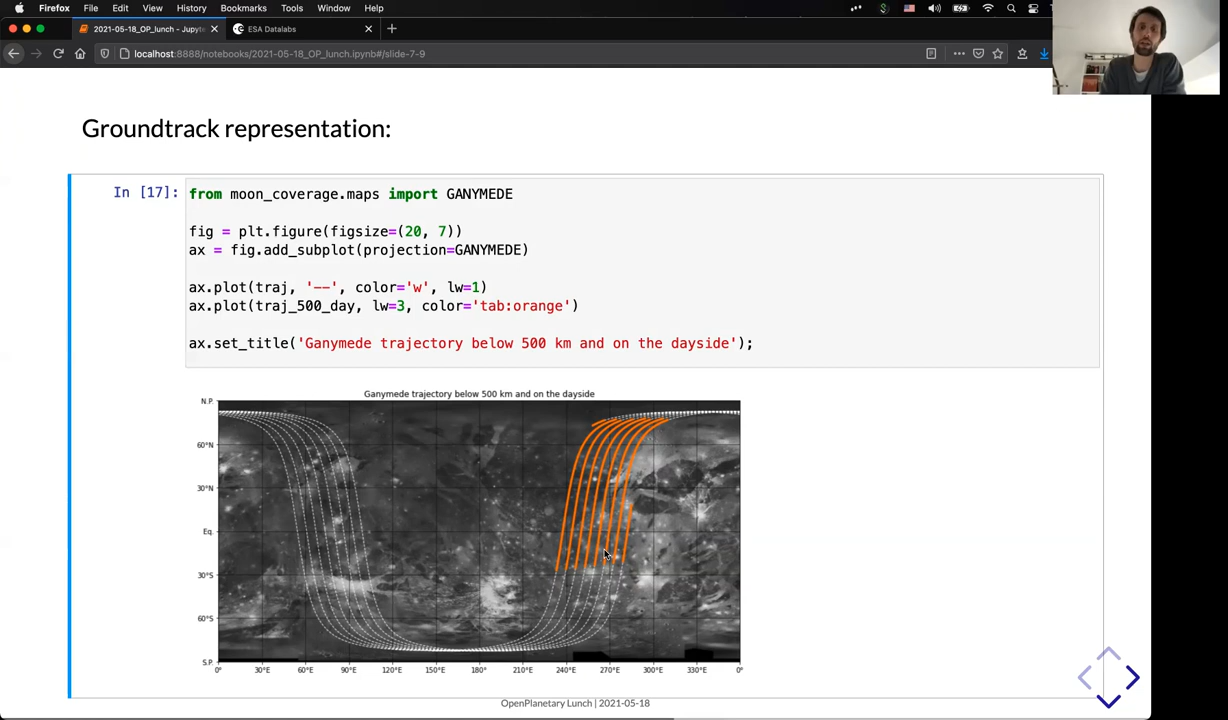 Firefox File Edit View History Bookmarks Tools Window Help
2021-05-18_OP_lunch - Jupyte
ESA Datalabs
localhost:8888/notebooks/2021-05-18_OP_lunch.ipynb#/slide-7-9
Groundtrack representation:
In [17]:
from moon_coverage.maps import GANYMEDE
fig = plt.figure(figsize=(20, 7))
ax = fig.add_subplot(projection=GANYMEDE)
ax.plot(traj, '--', color='w', lw=1)
ax.plot(traj_500_day, lw=3, color='tab:orange')
ax.set_title('Ganymede trajectory below 500 km and on the dayside');
Ganymede trajectory below 500 km and on the dayside
N.P.
60°N
30°N
Eq.
30°S
60°S
S.P.
0° 30°E 60°E 90°E 120°E 150°E 180° 210°E 240°E 270°E 300°E 330°E 0°
OpenPlanetary Lunch | 2021-05-18